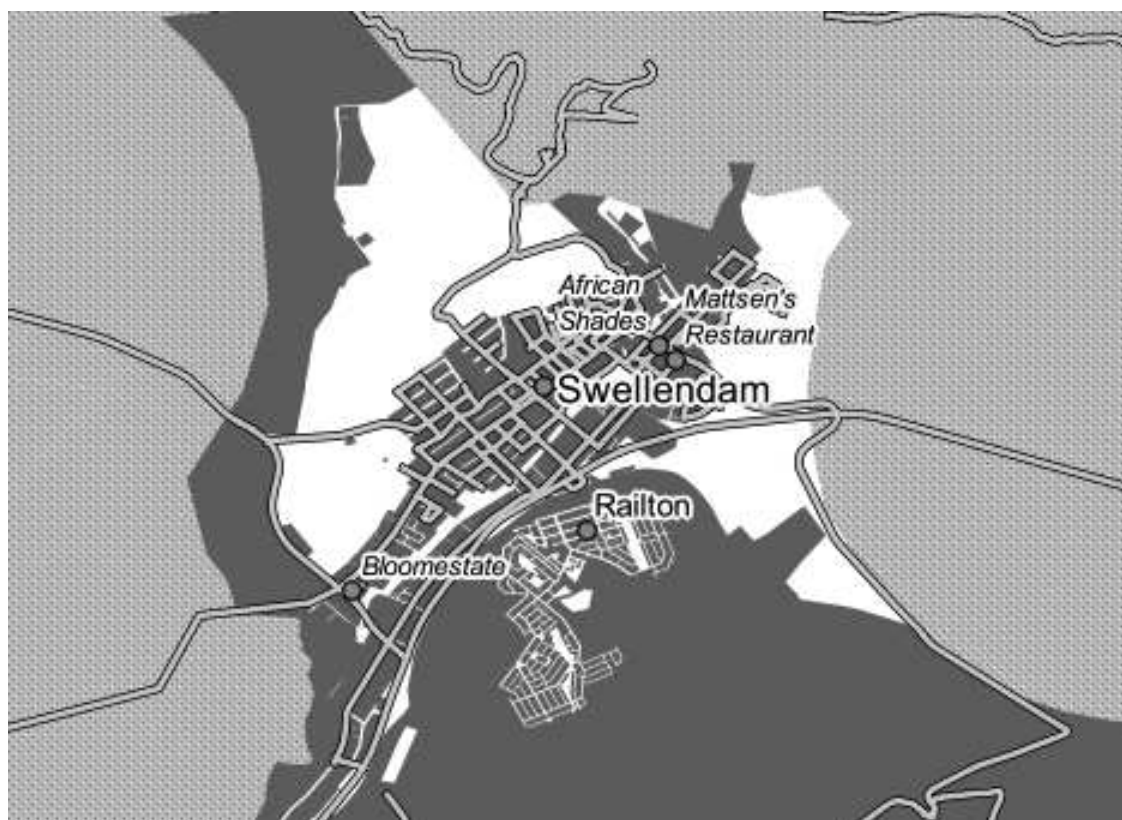 African
Shades
Mattsen's
Restaurant
Swellendam
Railton
Bloomestate